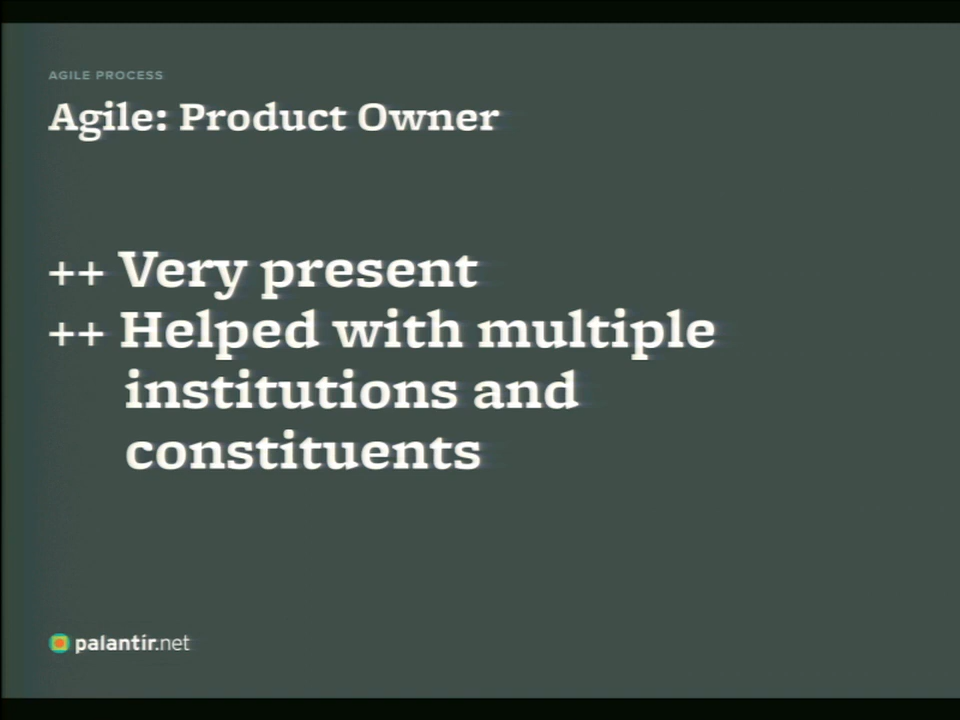 AGILE PROCESS
Agile: Product Owner
++ Very present
++ Helped with multiple
institutions and
constituents
palantir.net